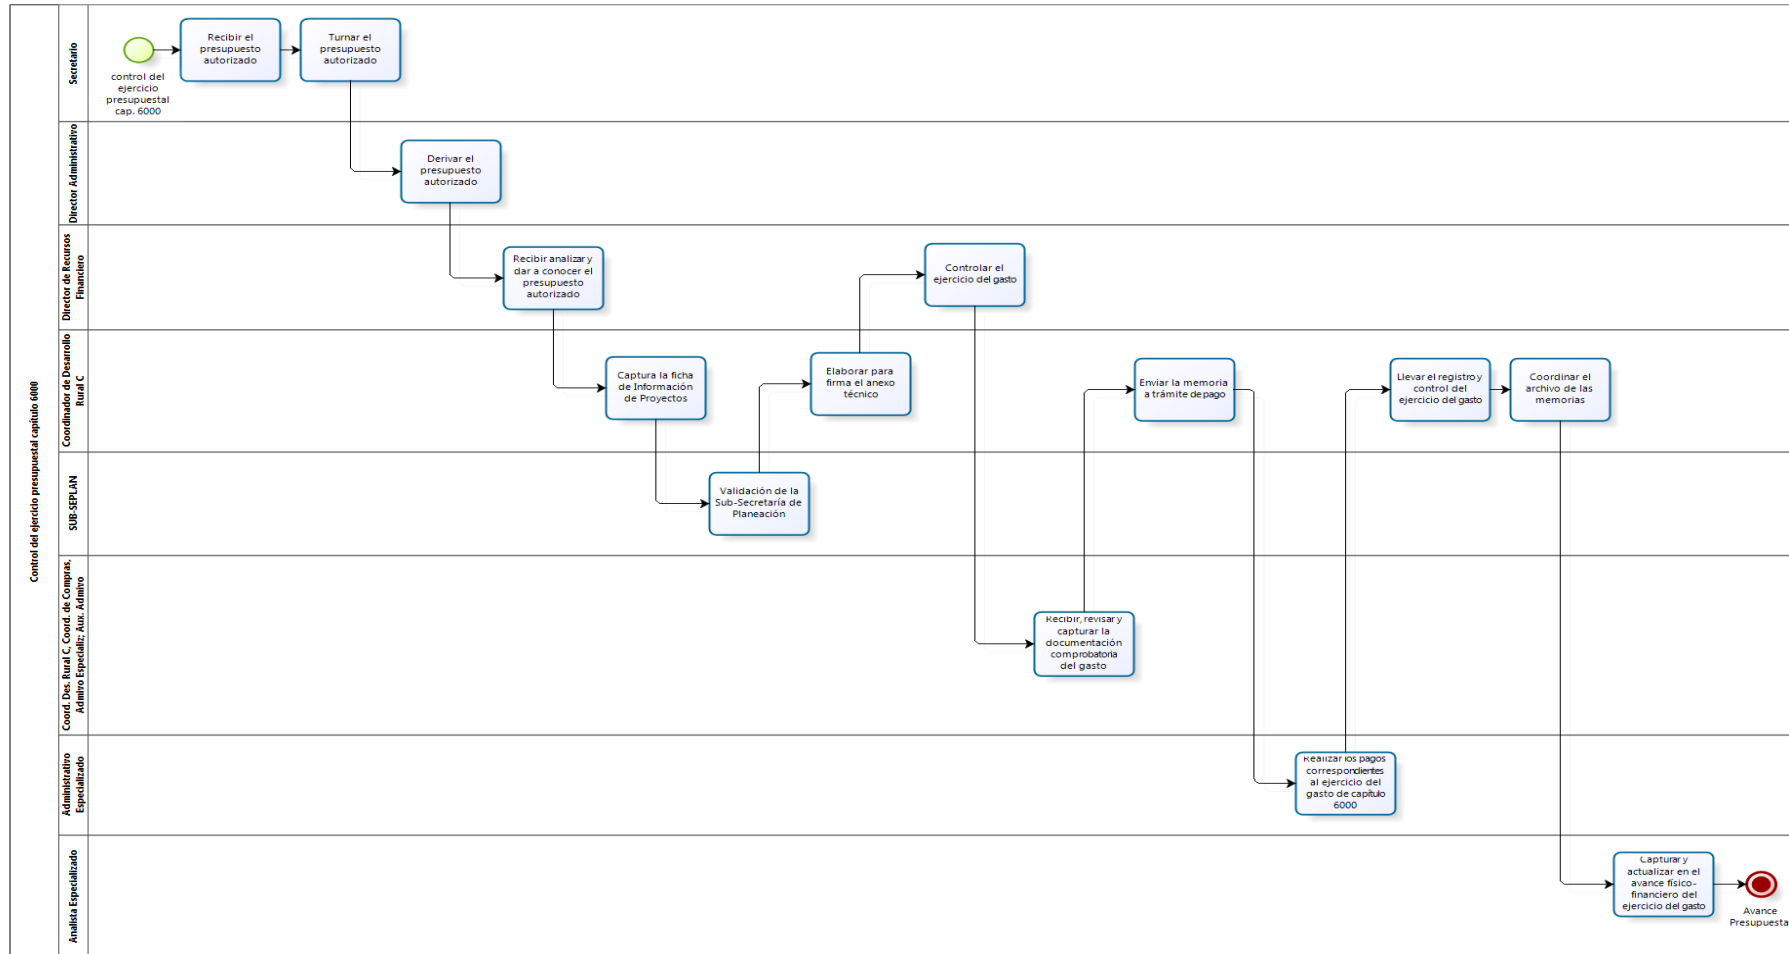 Control del ejercicio presupuestal capítulo 6000
Secretario
control del
ejercicio
presupuestal
cap. 6000
Recibir el
presupuesto
autorizado
Turnar el
presupuesto
autorizado
Director Administrativo
Derivar el
presupuesto
autorizado
Director de Recursos
Financiero
Recibir analizar y
dar a conocer el
presupuesto
autorizado
Controlar el
ejercicio del gasto
Coordinador de Desarrollo
Rural C
Captura la ficha
de Información
de Proyectos
Elaborar para
firma el anexo
técnico
Enviar la memoria
a trámite de pago
Llevar el registro y
control del
ejercicio del gasto
Coordinar el
archivo de las
memorias
SUB-SEPLAN
Validación de la
Sub-Secretaría de
Planeación
Coord. Des. Rural C, Coord. de Compras,
Admivo Especializ; Aux. Admivo
Recibir, revisar y
capturar la
documentación
comprobatoria
del gasto
Administrativo
Especializado
Realizar los pagos
correspondientes
al ejercicio del
gasto de capítulo
6000
Analista Especializado
Capturar y
actualizar en el
avance físico-
financiero del
ejercicio del gasto
Avance
Presupuesta